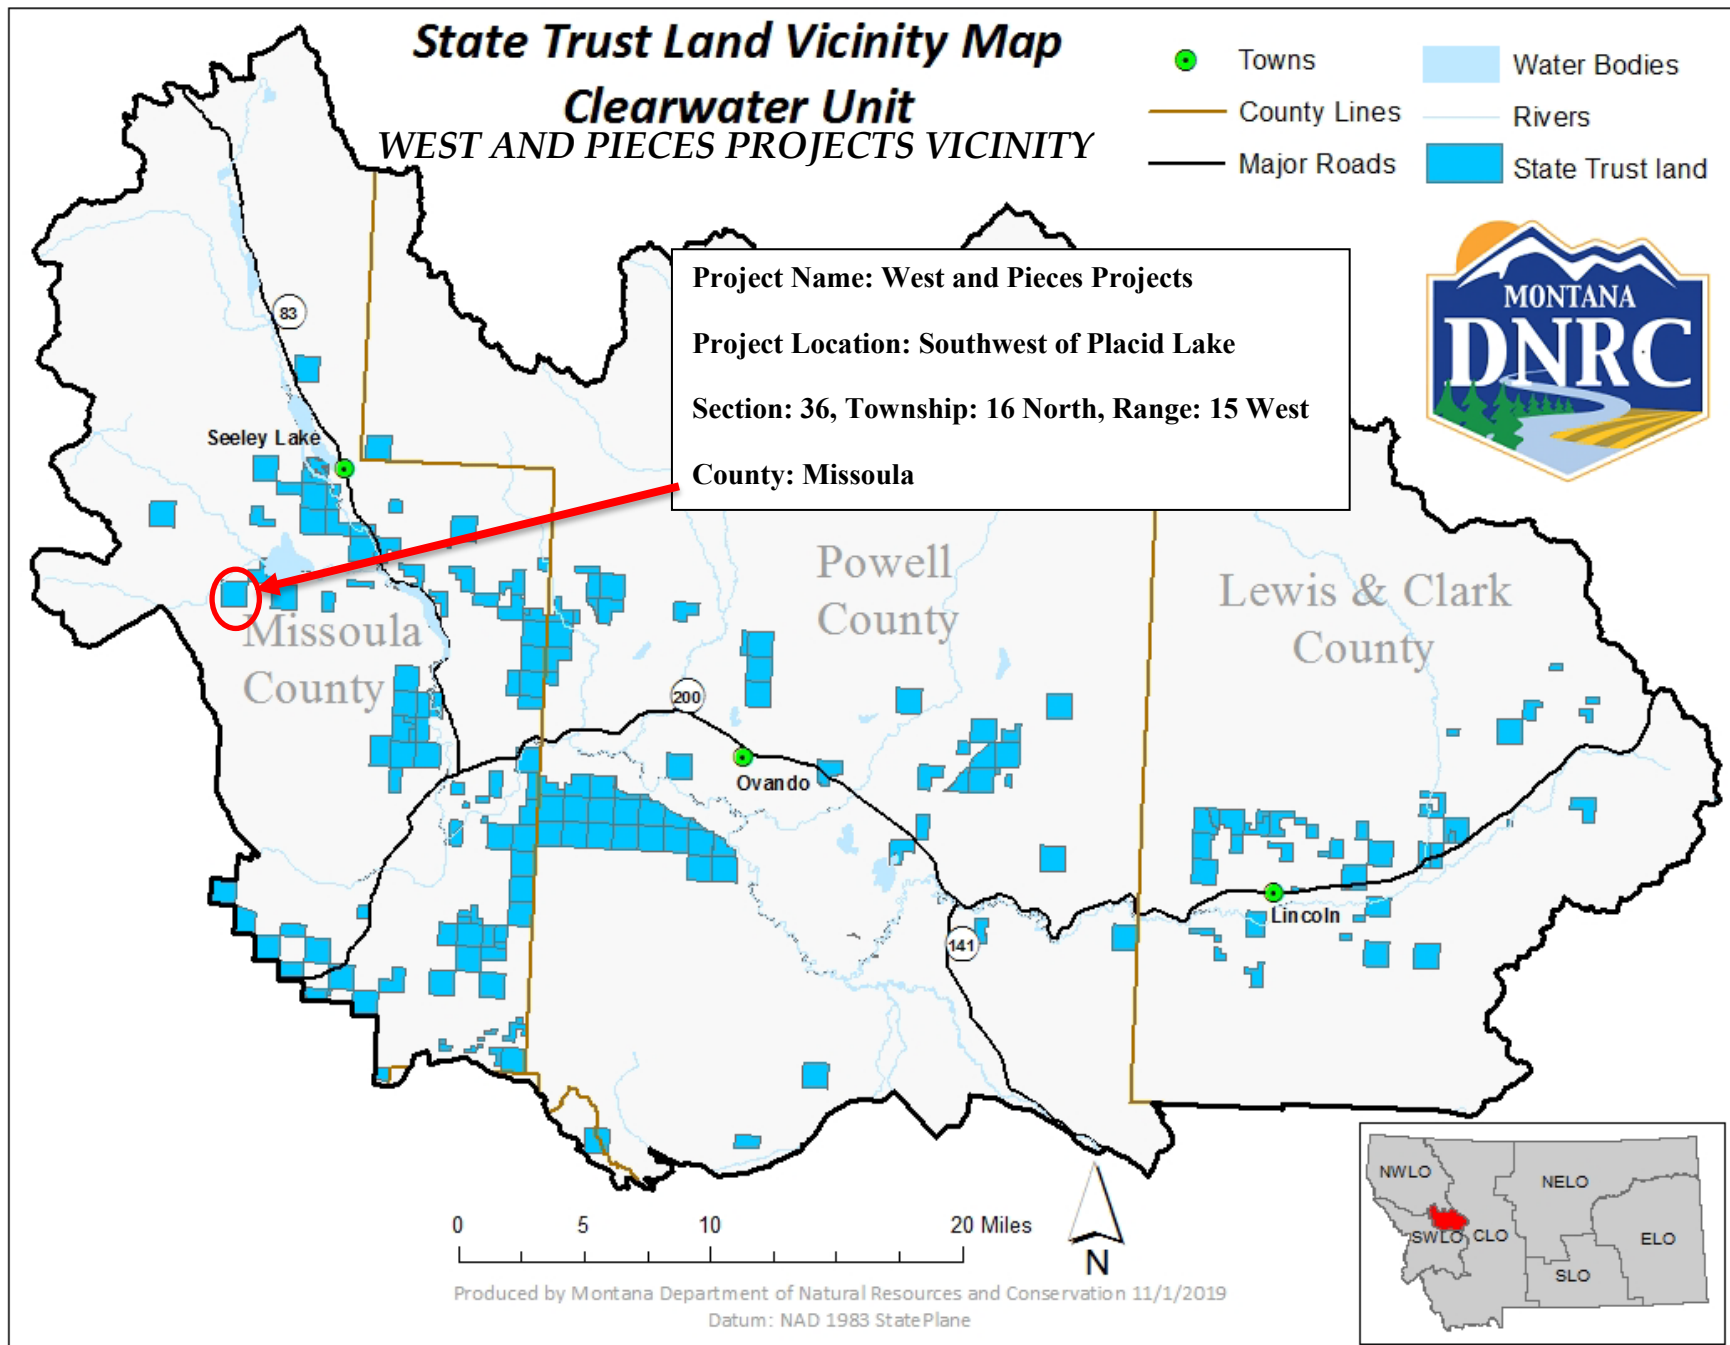 State Trust Land Vicinity Map
Clearwater Unit
WEST AND PIECES PROJECTS VICINITY
Towns
County Lines
Major Roads
Water Bodies
Rivers
State Trust land
MONTANA
DNRC
Project Name: West and Pieces Projects
Project Location: Southwest of Placid Lake
Section: 36, Township: 16 North, Range: 15 West
County: Missoula
83
Seeley Lake
Missoula
County
Powell
County
Lewis & Clark
County
200
Ovando
Lincoln
141
0 5 10 20 Miles
N
Produced by Montana Department of Natural Resources and Conservation 11/1/2019
Datum: NAD 1983 StatePlane
NWLO
SWLO
CLO
NELO
ELO
SLO